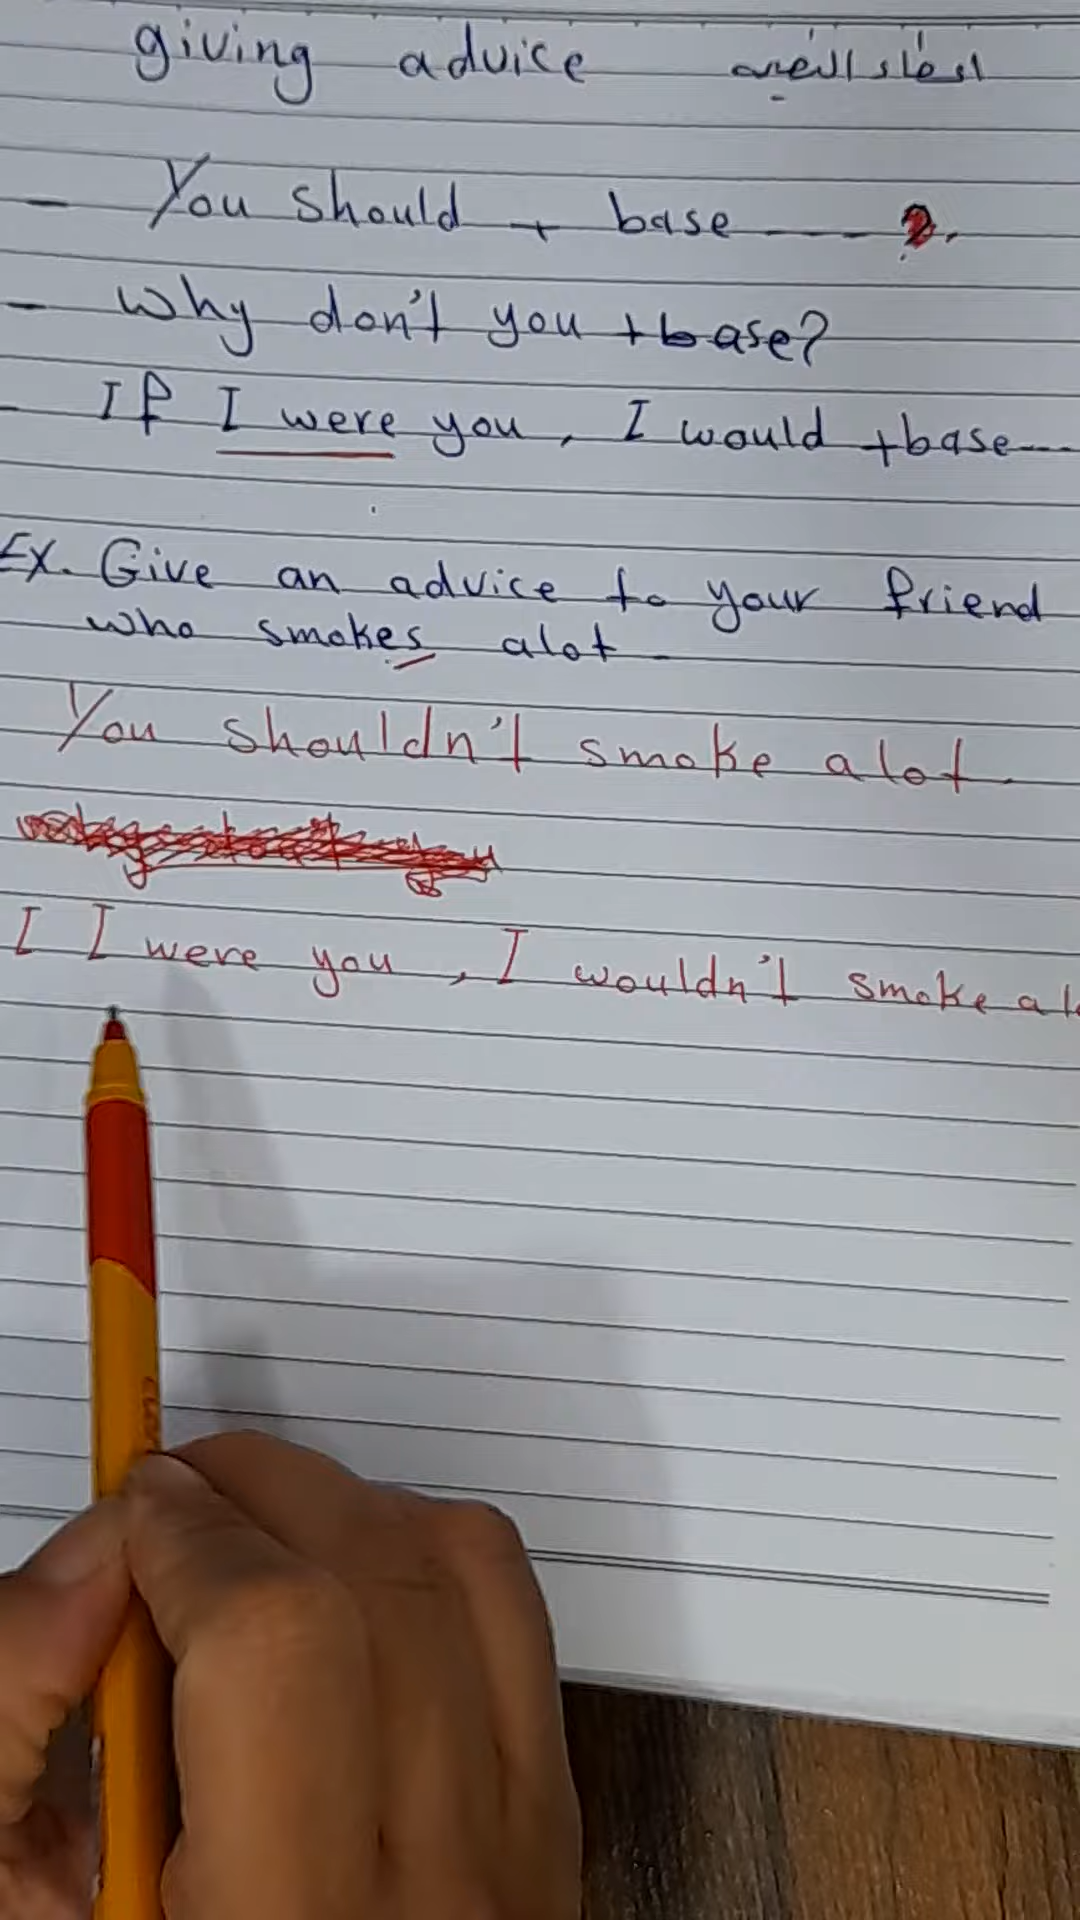 giving advice اعطاء النصيحة
- You should + base ---- .
- Why don't you + base?
- If I were you, I would + base ---
Ex. Give an advice to your friend
who smokes alot.
You shouldn't smoke alot.
I I were you, I wouldn't smoke al